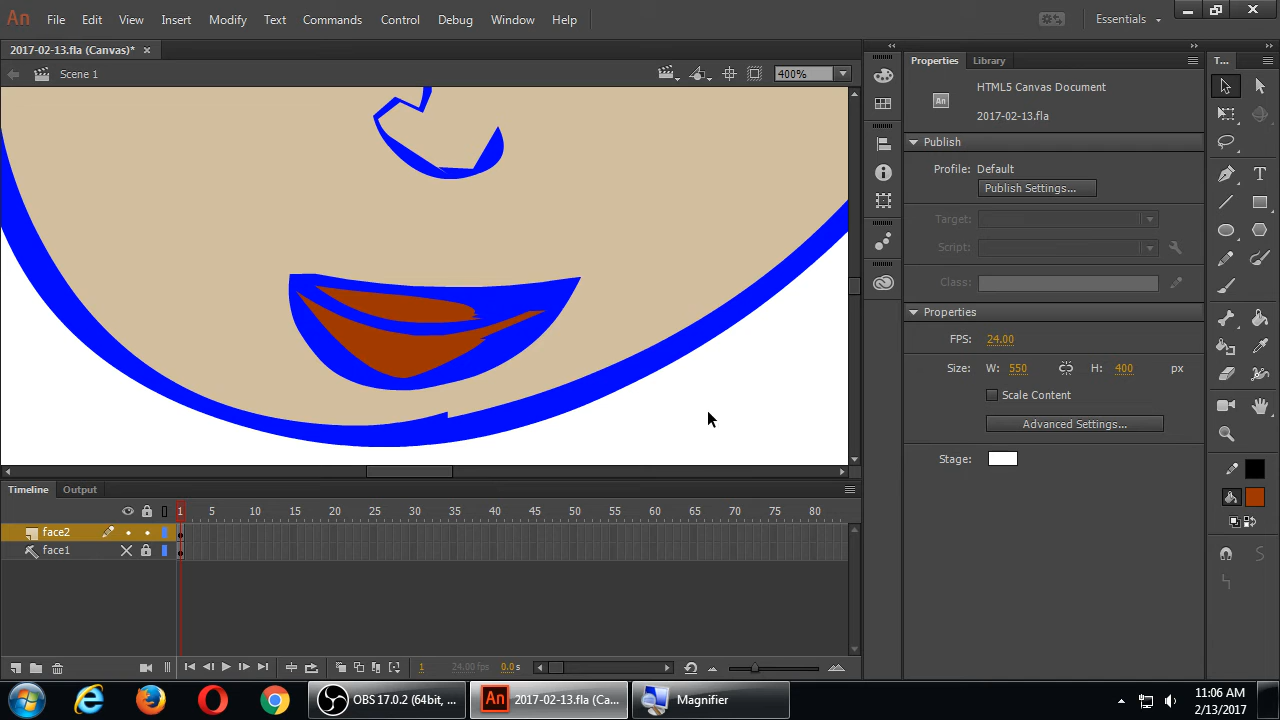 An File Edit View Insert Modify Text Commands Control Debug Window Help Essentials
2017-02-13.fla (Canvas)* ×
Scene 1 400%
Properties Library T...
An HTML5 Canvas Document
2017-02-13.fla
Publish
Profile: Default
Publish Settings...
Target:
Script:
Class:
Properties
FPS: 24.00
Size: W: 550 H: 400 px
Scale Content
Advanced Settings...
Stage:
Timeline Output
1 5 10 15 20 25 30 35 40 45 50 55 60 65 70 75 80
face2
face1
1 24.00 fps 0.0 s
OBS 17.0.2 (64bit, ...
An 2017-02-13.fla (Ca...
Magnifier
11:06 AM
2/13/2017